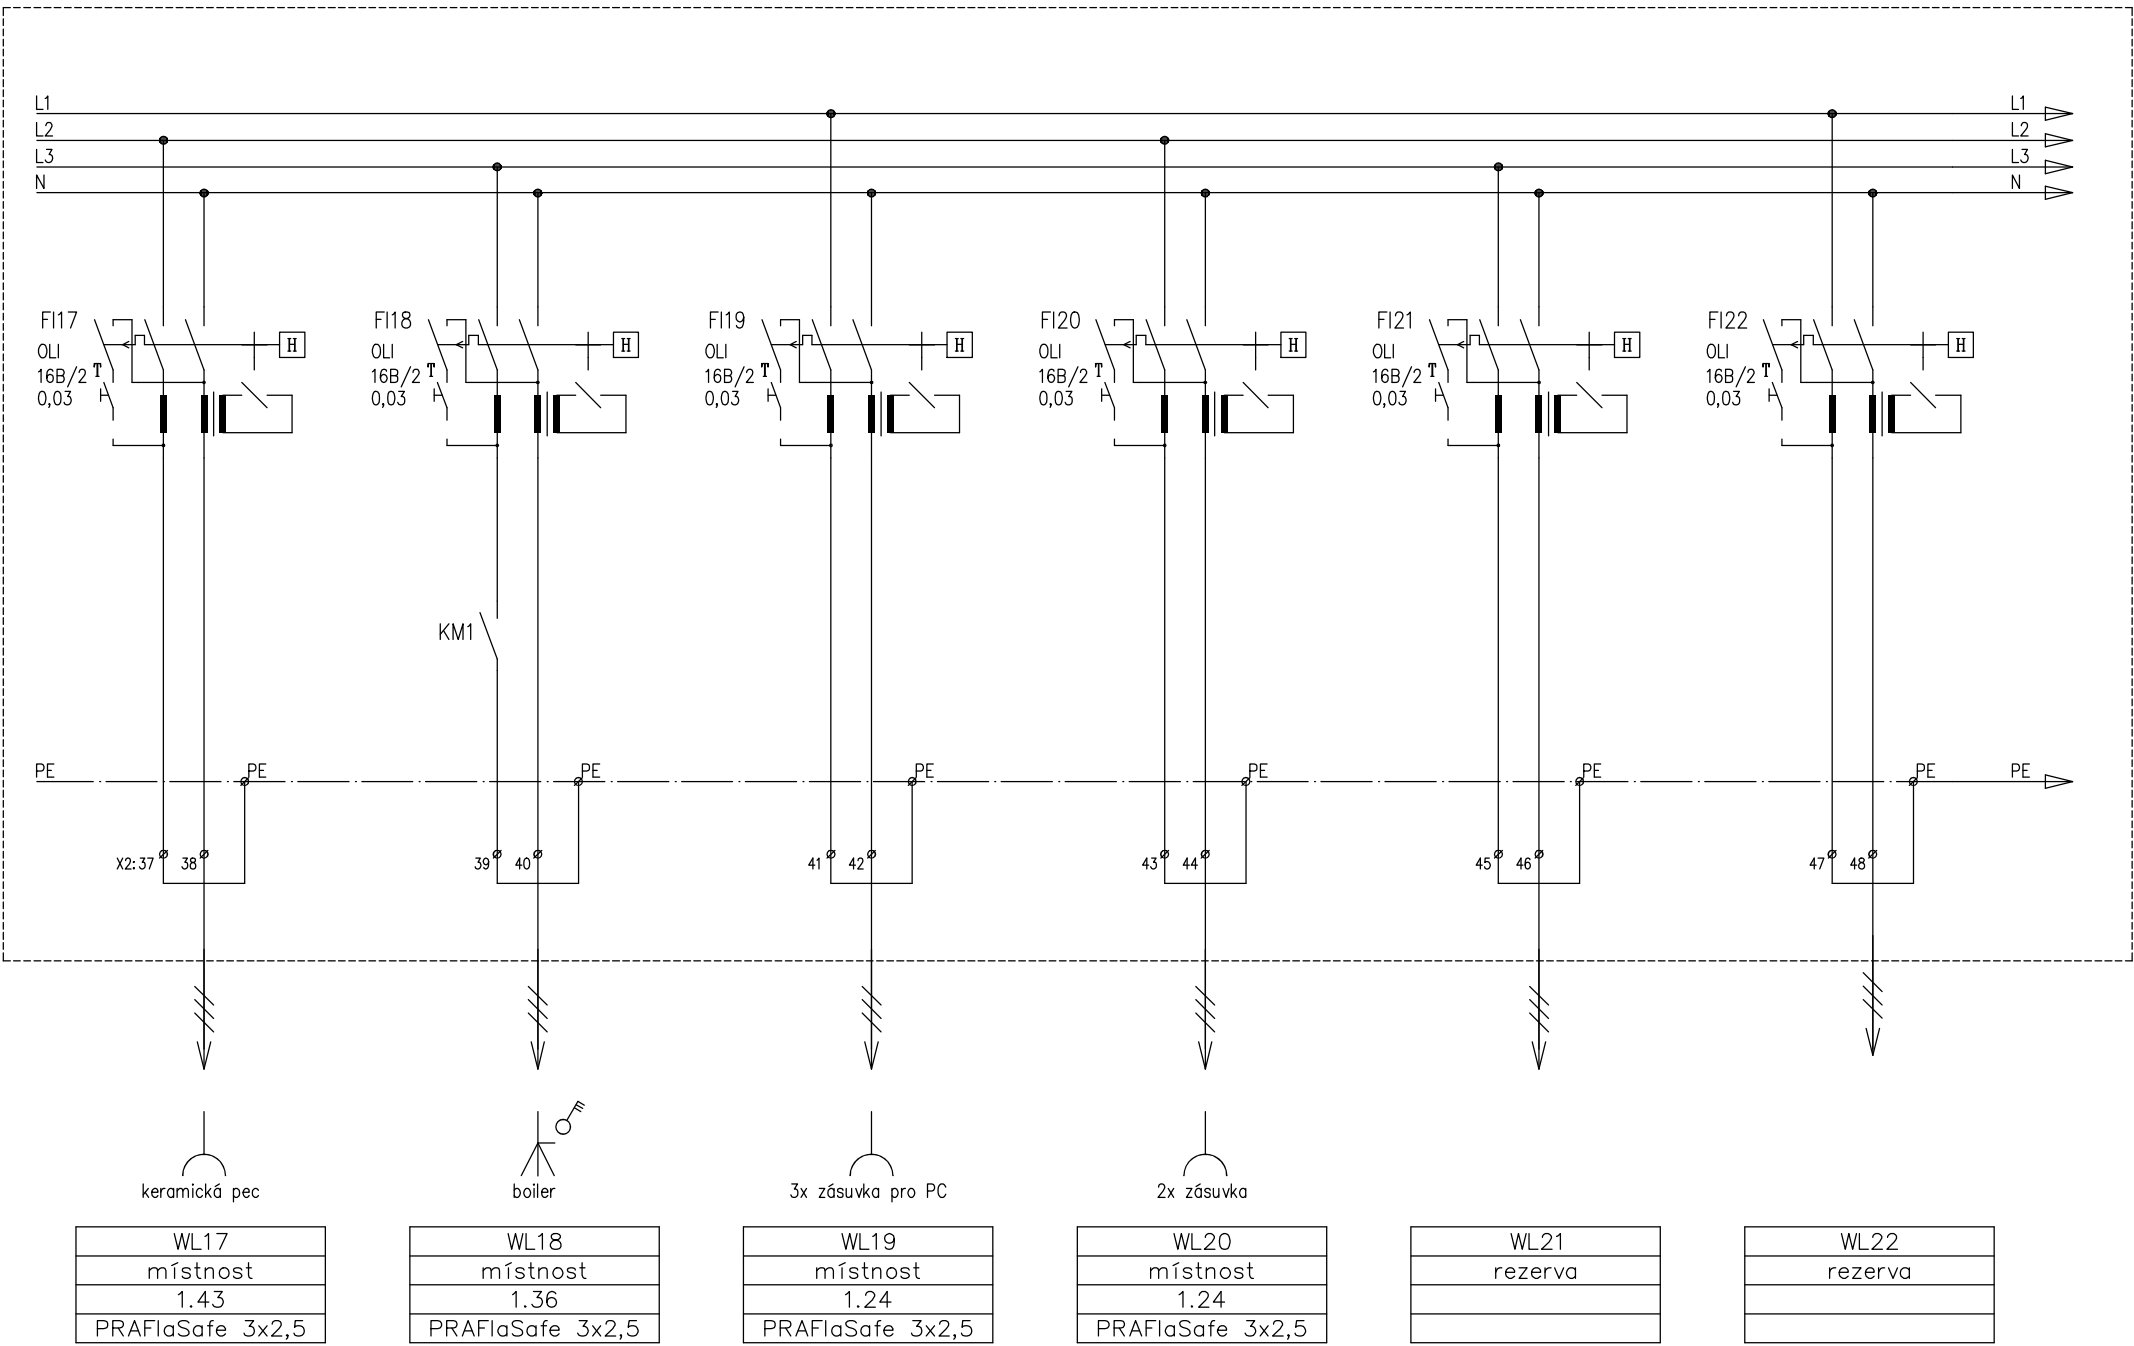 L1 L1
L2 L2
L3 L3
N N
FI17 FI18 FI19 FI20 FI21 FI22
H H H H H H
OLI OLI OLI OLI OLI OLI
16B/2 T 16B/2 T 16B/2 T 16B/2 T 16B/2 T 16B/2 T
0,03 0,03 0,03 0,03 0,03 0,03
KM1
PE PE PE PE PE PE PE PE
X2:37 38 39 40 41 42 43 44 45 46 47 48
keramická pec boiler 3x zásuvka pro PC 2x zásuvka
WL17 WL18 WL19 WL20 WL21 WL22
místnost místnost místnost místnost rezerva rezerva
1.43 1.36 1.24 1.24
PRAFlaSafe 3x2,5 PRAFlaSafe 3x2,5 PRAFlaSafe 3x2,5 PRAFlaSafe 3x2,5